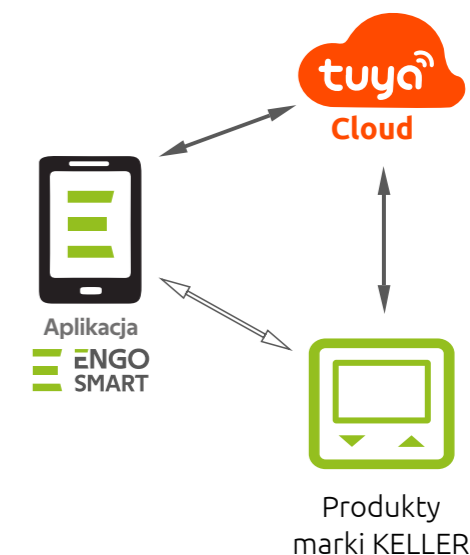 tuya
Cloud
Aplikacja
ENGO
SMART
Produkty
marki KELLER